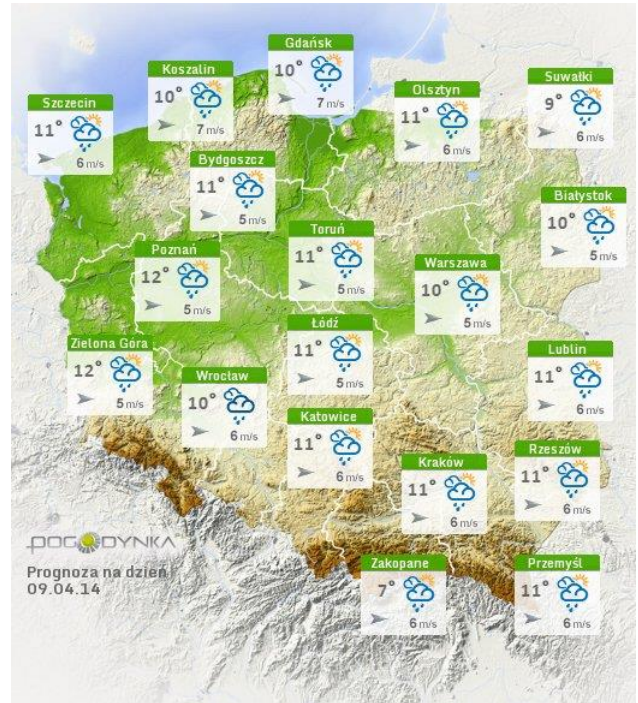 Gdańsk
10°
7 m/s
Koszalin
10°
7 m/s
Suwałki
9°
6 m/s
Olsztyn
11°
6 m/s
Szczecin
11°
6 m/s
Bydgoszcz
11°
5 m/s
Białystok
10°
5 m/s
Toruń
11°
5 m/s
Poznań
12°
5 m/s
Warszawa
10°
5 m/s
Łódź
11°
5 m/s
Zielona Góra
12°
5 m/s
Lublin
11°
6 m/s
Wrocław
10°
6 m/s
Katowice
11°
6 m/s
Rzeszów
11°
6 m/s
Kraków
11°
6 m/s
POGODYNKA
Prognoza na dzień
09.04.14
Zakopane
7°
6 m/s
Przemyśl
11°
6 m/s